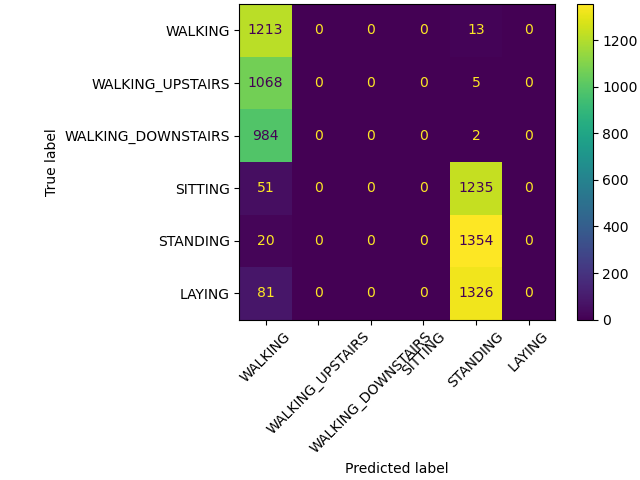 WALKING 1213 0 0 0 13 0
WALKING_UPSTAIRS 1068 0 0 0 5 0
WALKING_DOWNSTAIRS 984 0 0 0 2 0
SITTING 51 0 0 0 1235 0
STANDING 20 0 0 0 1354 0
LAYING 81 0 0 0 1326 0
True label
WALKING
WALKING_UPSTAIRS
WALKING_DOWNSTAIRS
SITTING
STANDING
LAYING
Predicted label
1200
1000
800
600
400
200
0